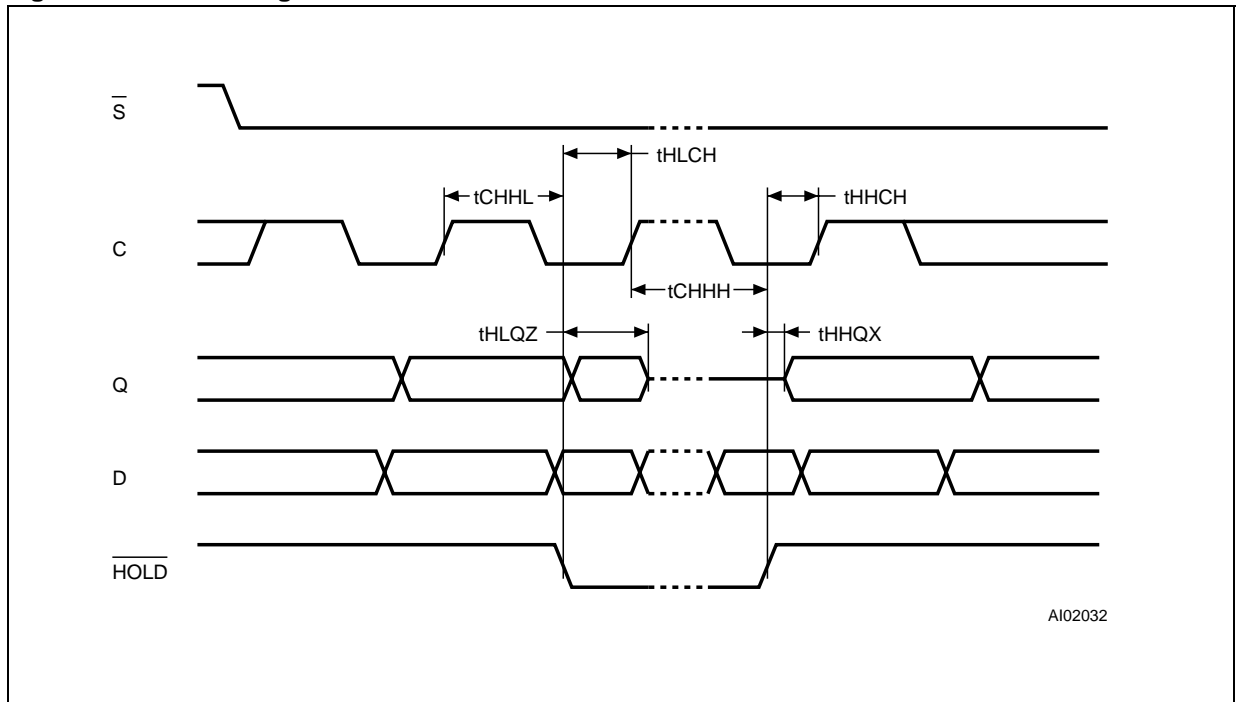 S
tHLCH
tCHHL
tHHCH
C
tCHHH
tHLQZ
tHHQX
Q
D
HOLD
AI02032